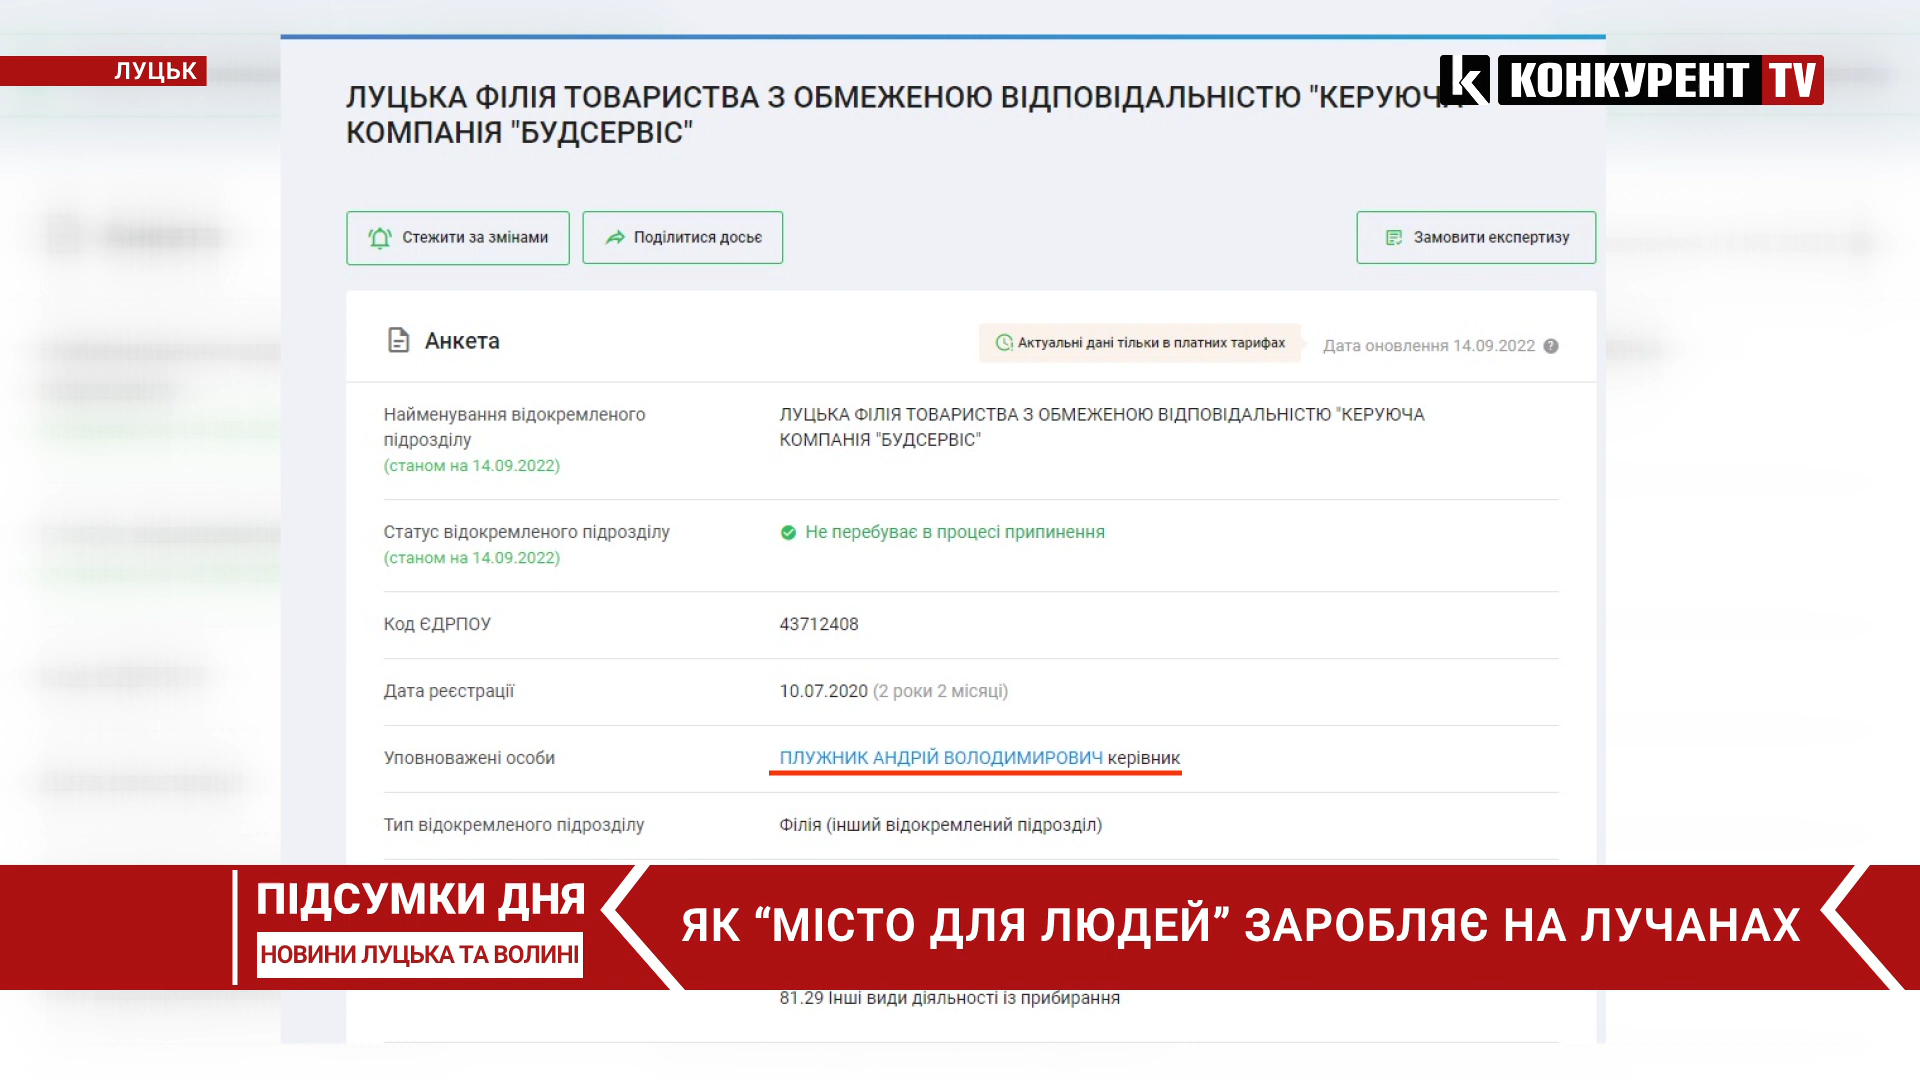 ЛУЦЬК
k КОНКУРЕНТ TV
ЛУЦЬКА ФІЛІЯ ТОВАРИСТВА З ОБМЕЖЕНОЮ ВІДПОВІДАЛЬНІСТЮ "КЕРУЮЧА
КОМПАНІЯ "БУДСЕРВІС"
Стежити за змінами
Поділитися досьє
Замовити експертизу
Анкета
Актуальні дані тільки в платних тарифах
Дата оновлення 14.09.2022 ?
Найменування відокремленого
підрозділу
(станом на 14.09.2022)
ЛУЦЬКА ФІЛІЯ ТОВАРИСТВА З ОБМЕЖЕНОЮ ВІДПОВІДАЛЬНІСТЮ "КЕРУЮЧА
КОМПАНІЯ "БУДСЕРВІС"
Статус відокремленого підрозділу
(станом на 14.09.2022)
Не перебуває в процесі припинення
Код ЄДРПОУ
43712408
Дата реєстрації
10.07.2020 (2 роки 2 місяці)
Уповноважені особи
ПЛУЖНИК АНДРІЙ ВОЛОДИМИРОВИЧ керівник
Тип відокремленого підрозділу
Філія (інший відокремлений підрозділ)
ПІДСУМКИ ДНЯ
НОВИНИ ЛУЦЬКА ТА ВОЛИНІ
ЯК “МІСТО ДЛЯ ЛЮДЕЙ” ЗАРОБЛЯЄ НА ЛУЧАНАХ
81.29 Інші види діяльності із прибирання